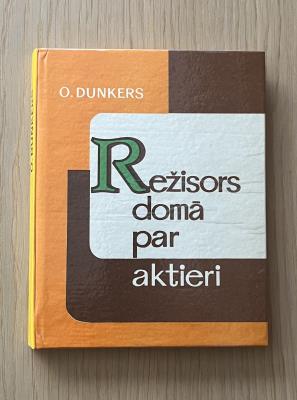 O. DUNKERS
Režisors
domā
par
aktieri
O. DUNKERS